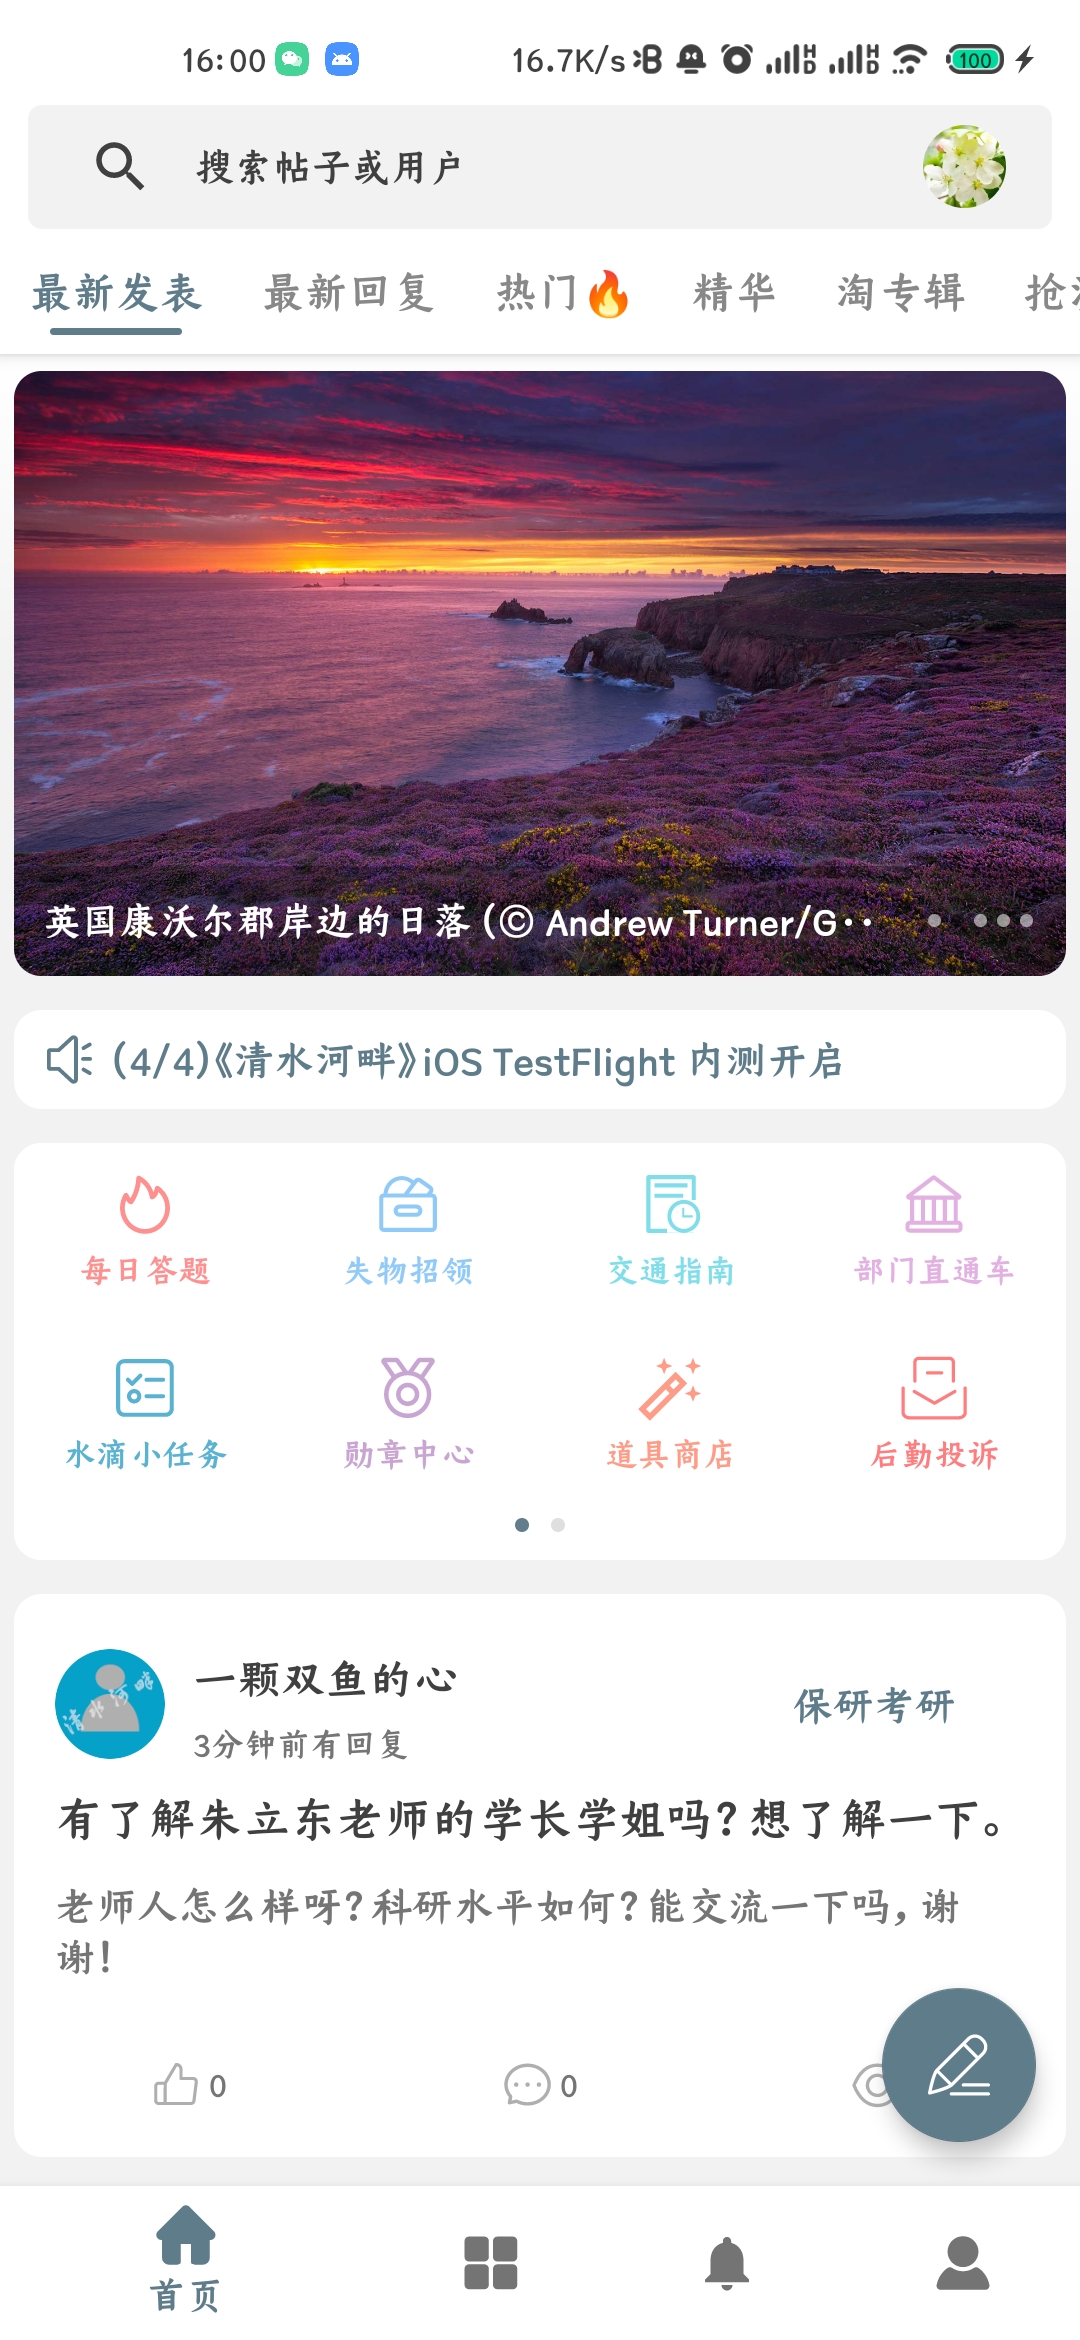 16:00
16.7K/s
100
搜索帖子或用户
最新发表 最新回复 热门🔥 精华 淘专辑 抢
英国康沃尔郡岸边的日落 (© Andrew Turner/G··
(4/4)《清水河畔》iOS TestFlight 内测开启
每日答题 失物招领 交通指南 部门直通车
水滴小任务 勋章中心 道具商店 后勤投诉
清水河畔
一颗双鱼的心
3分钟前有回复
保研考研
有了解朱立东老师的学长学姐吗?想了解一下。
老师人怎么样呀?科研水平如何?能交流一下吗,谢
谢!
0 0
首页